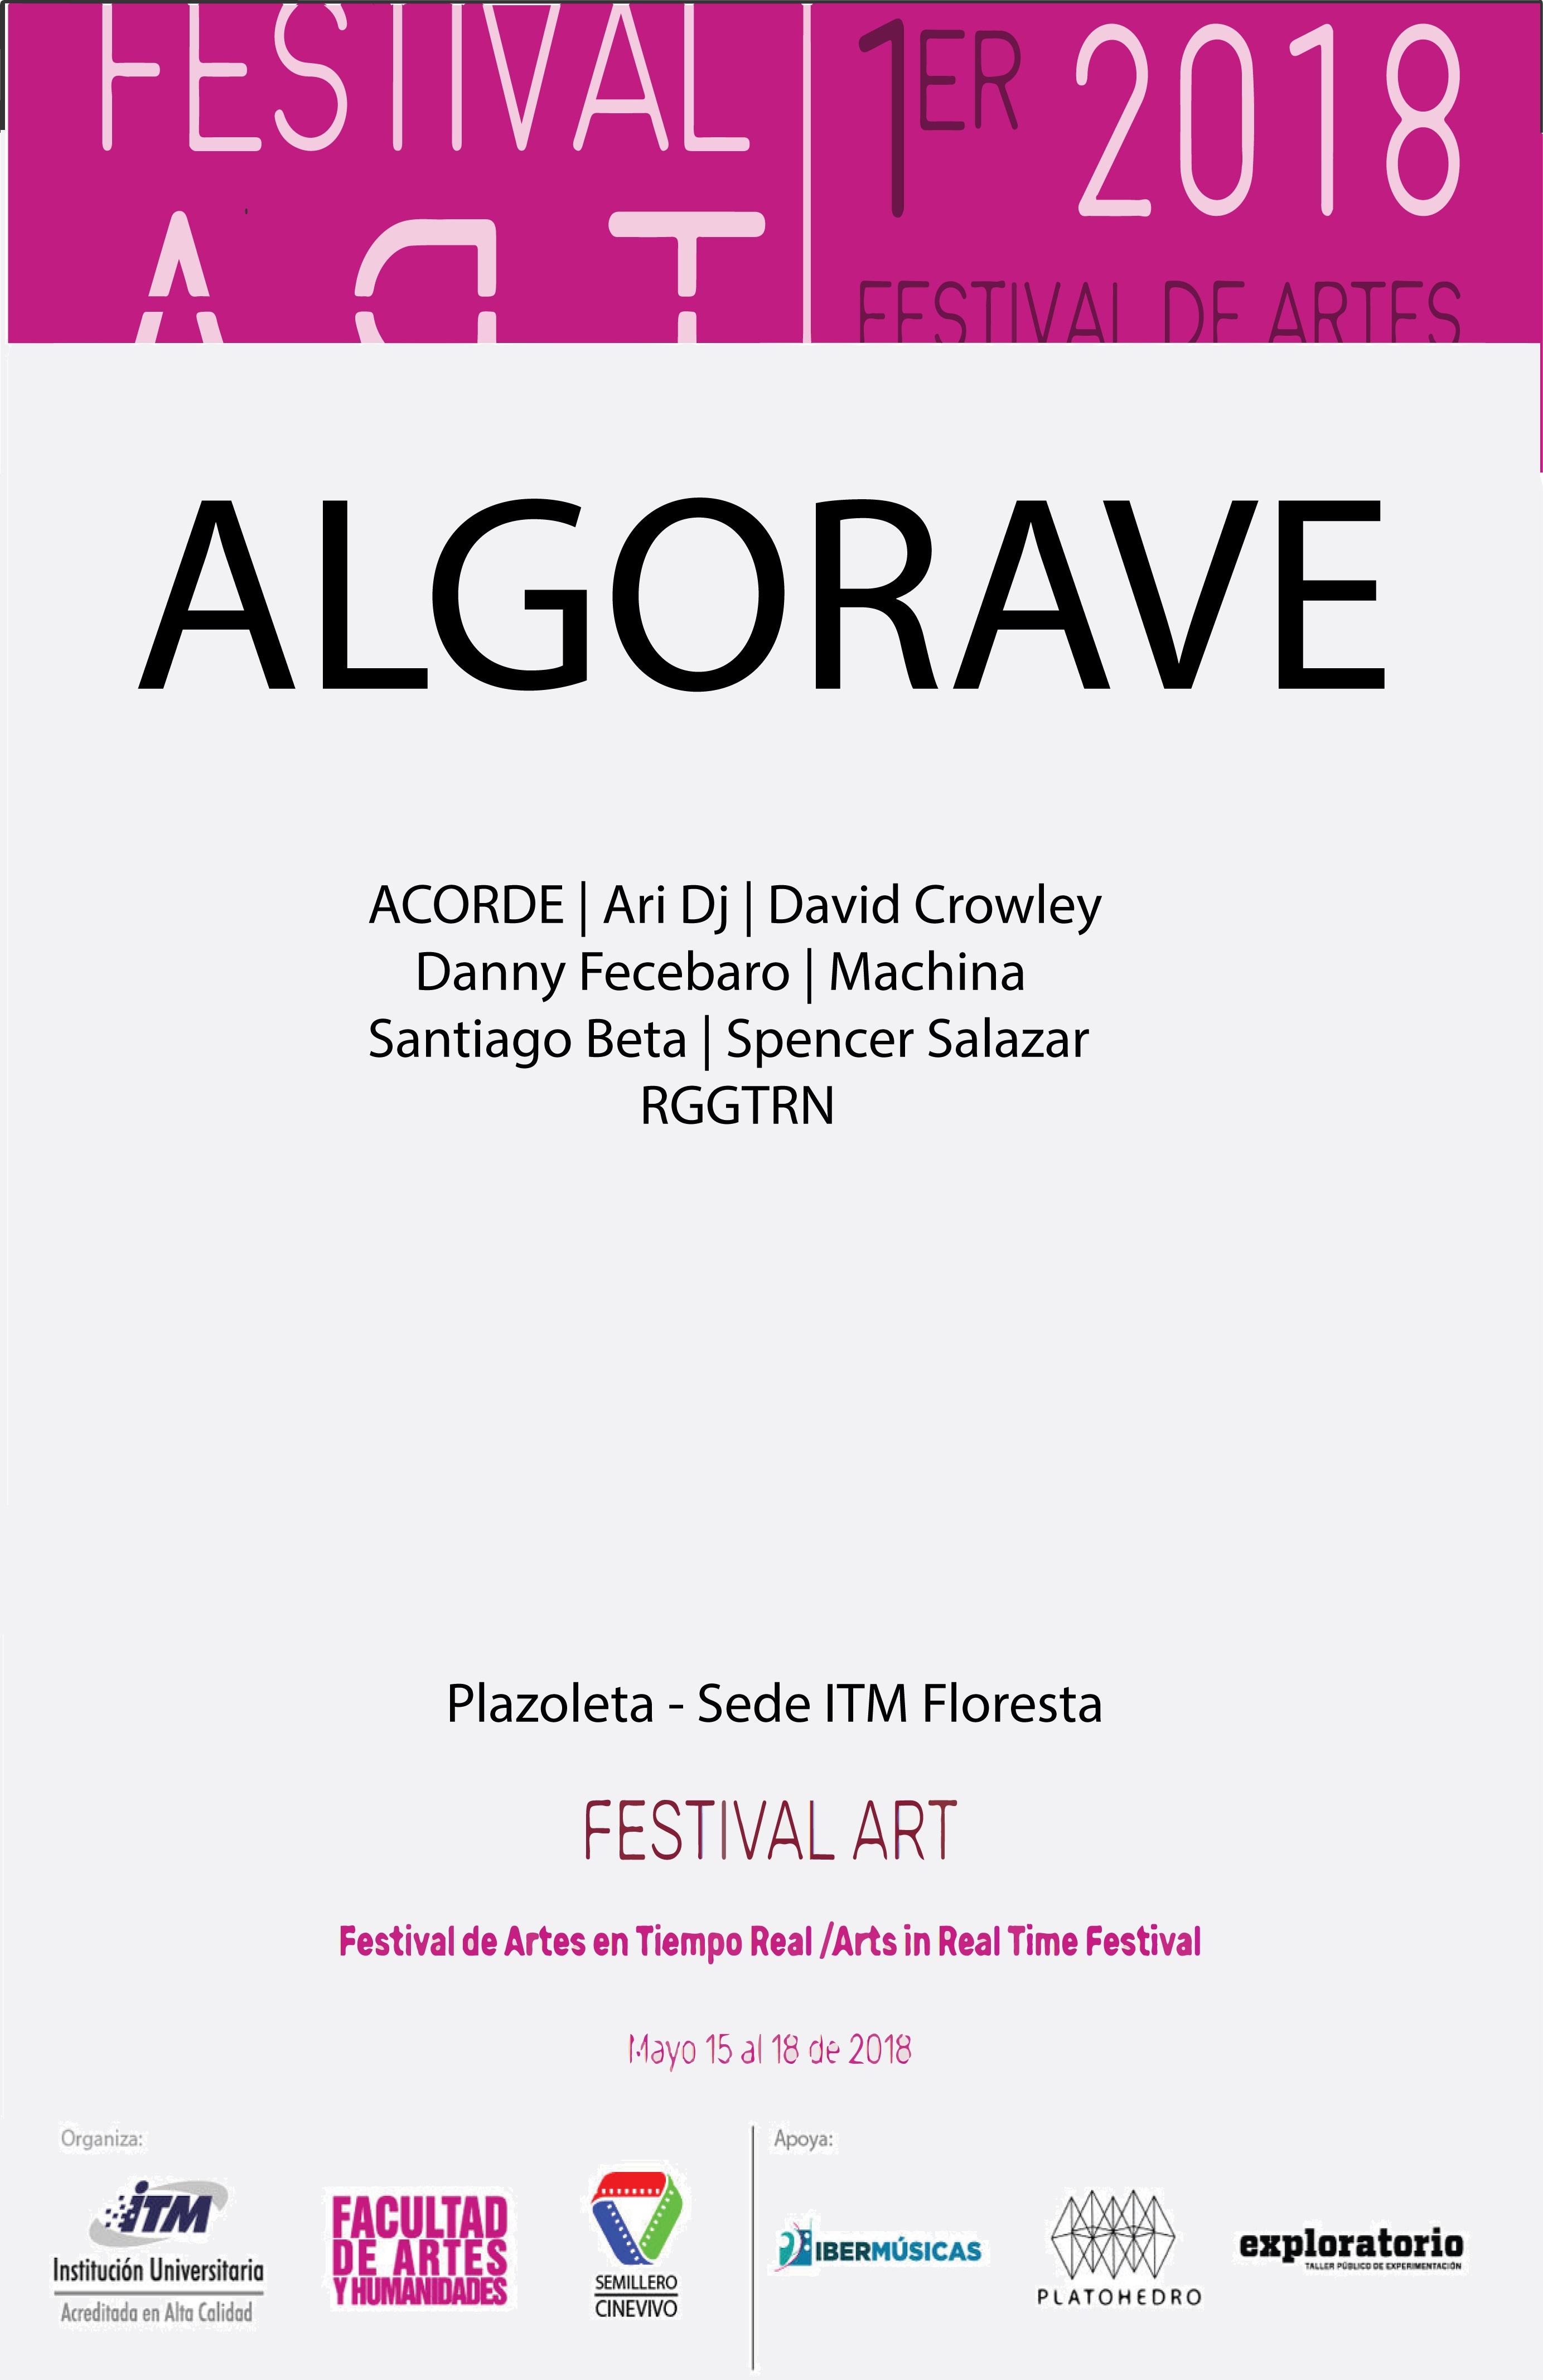 FESTIVAL
1ER 2018
ART
FESTIVAL DE ARTES
ALGORAVE
ACORDE | Ari Dj | David Crowley
Danny Fecebaro | Machina
Santiago Beta | Spencer Salazar
RGGTRN
Plazoleta - Sede ITM Floresta
FESTIVAL ART
Festival de Artes en Tiempo Real /Arts in Real Time Festival
Mayo 15 al 18 de 2018
Organiza:
iTM
Institución Universitaria
Acreditada en Alta Calidad
FACULTAD
DE ARTES
Y HUMANIDADES
SEMILLERO
CINEVIVO
Apoya:
IBERMÚSICAS
PLATOHEDRO
exploratorio
TALLER PÚBLICO DE EXPERIMENTACIÓN